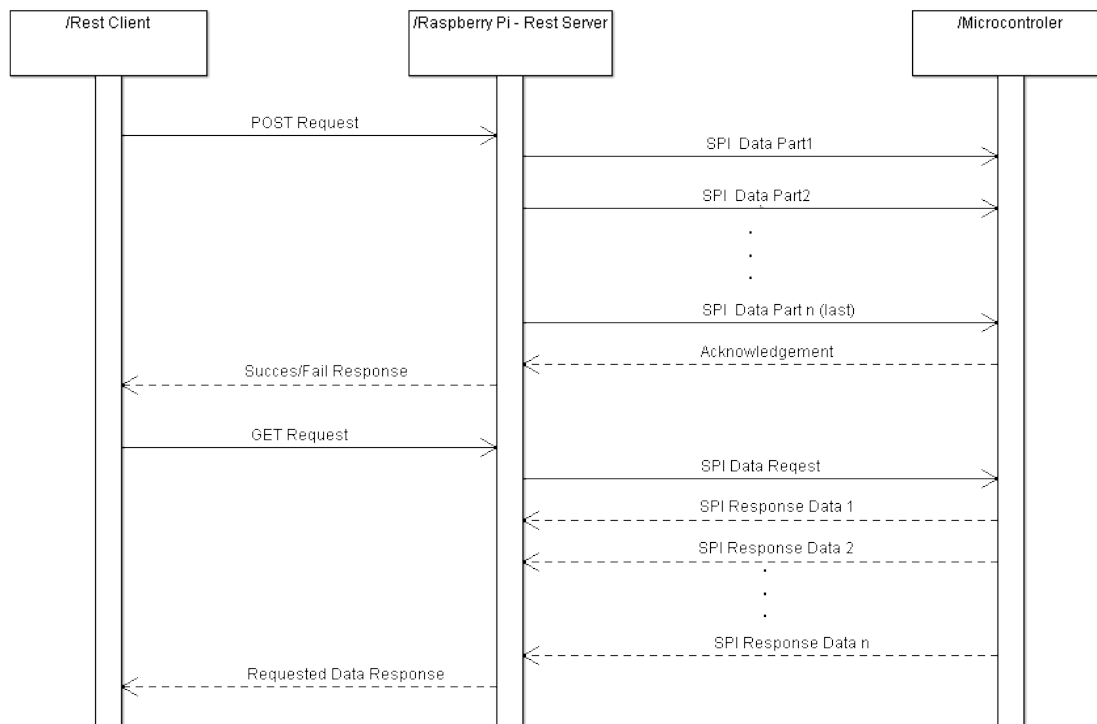 /Rest Client
/Raspberry Pi - Rest Server
/Microcontroler
POST Request
SPI Data Part1
SPI Data Part2
SPI Data Part n (last)
Acknowledgement
Succes/Fail Response
GET Request
SPI Data Reqest
SPI Response Data 1
SPI Response Data 2
SPI Response Data n
Requested Data Response